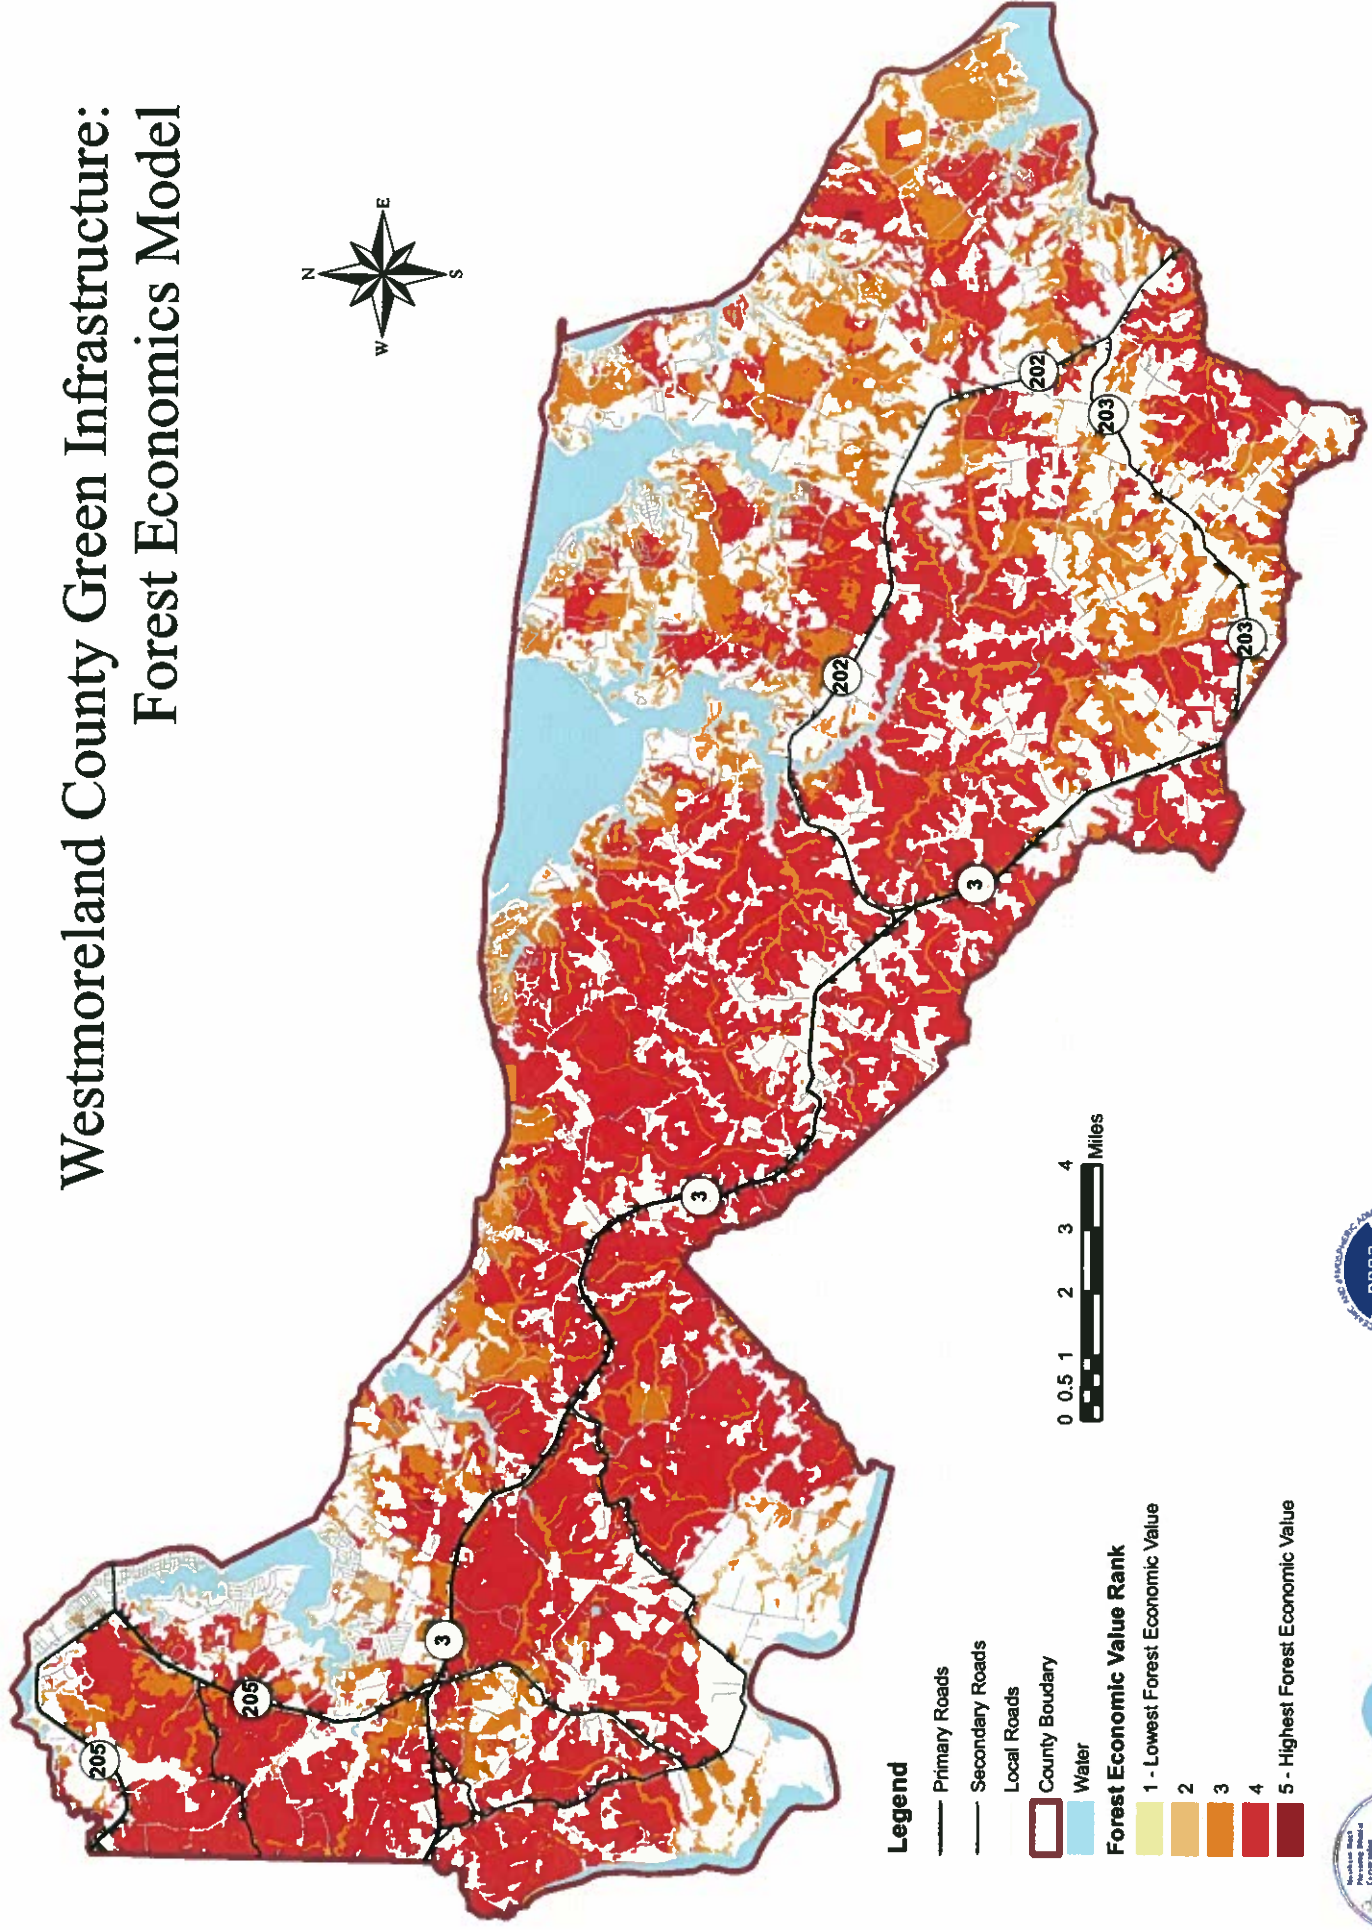 Westmoreland County Green Infrastructure:
Forest Economics Model
N
W
E
S
205
205
3
3
3
202
202
203
203
0 0.5 1 2 3 4
Miles
Legend
Primary Roads
Secondary Roads
Local Roads
County Boudary
Water
Forest Economic Value Rank
1 - Lowest Forest Economic Value
2
3
4
5 - Highest Forest Economic Value